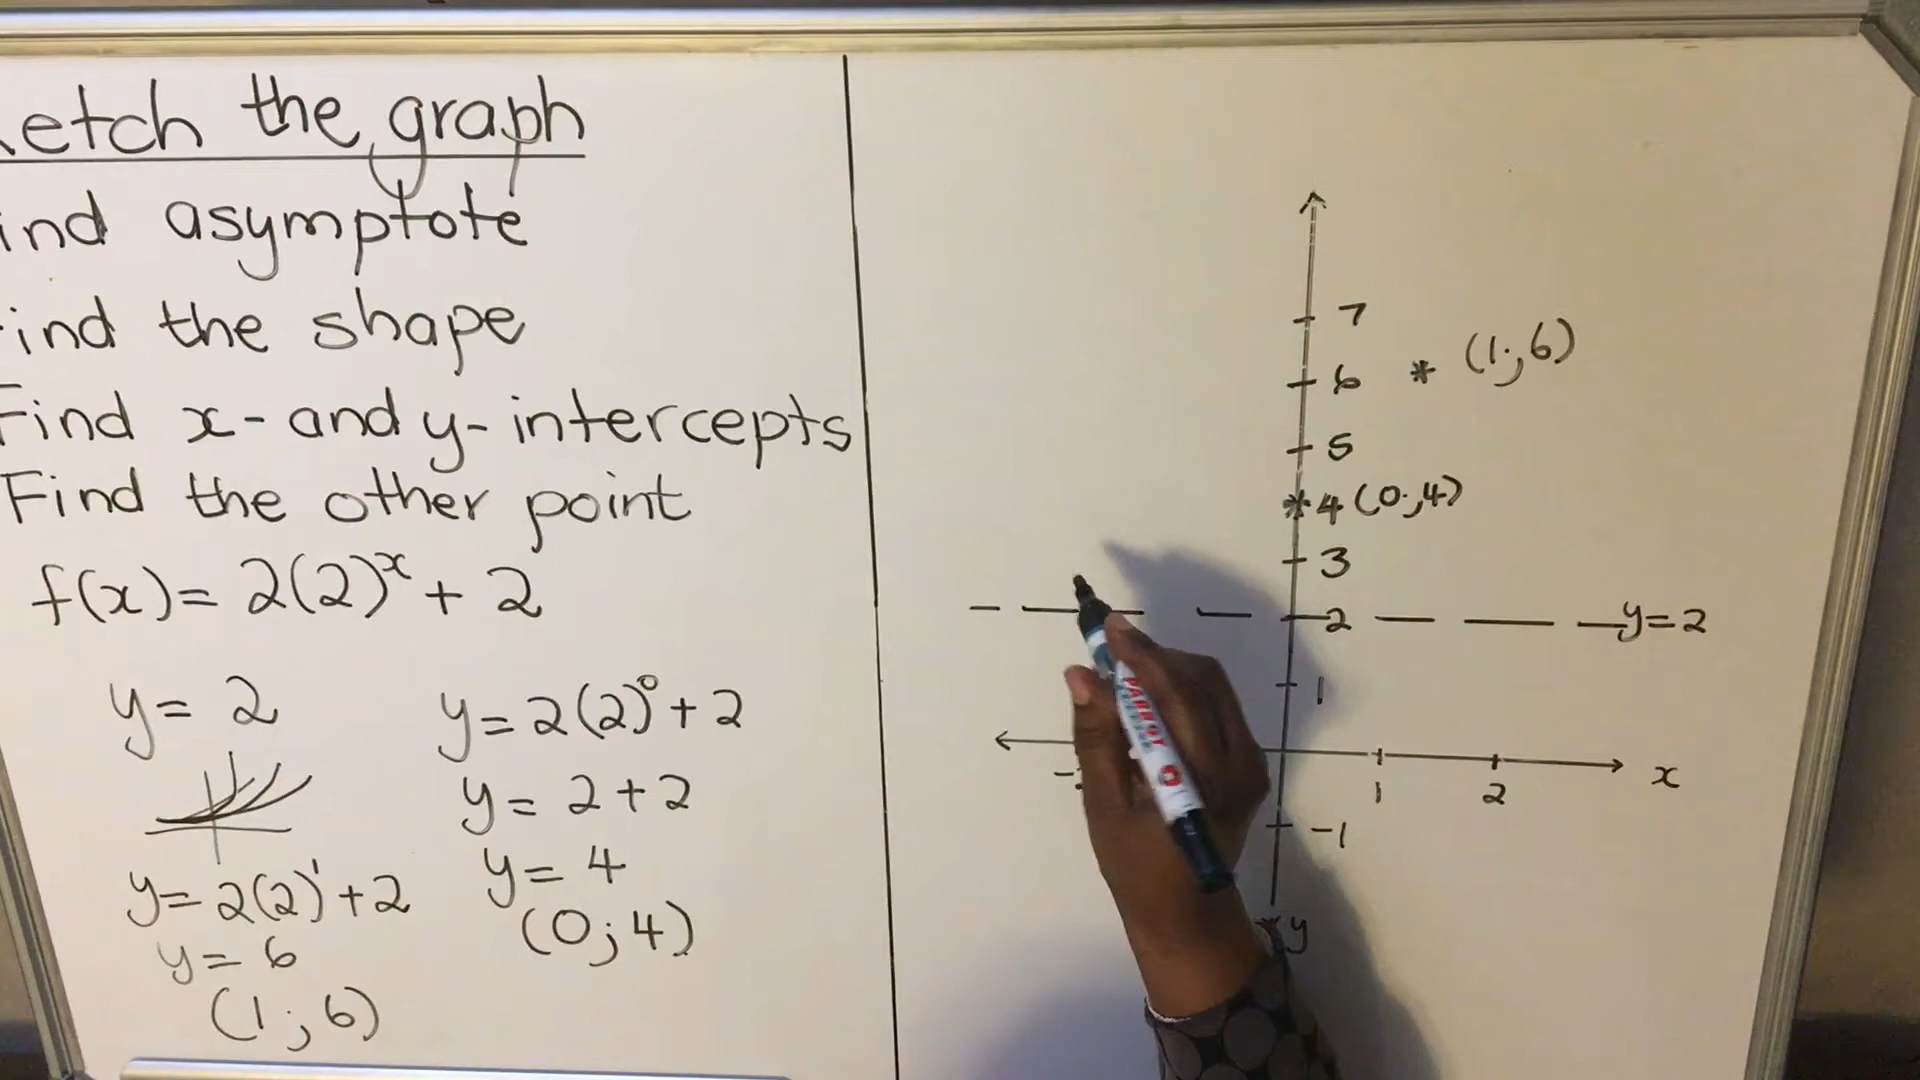 etch the graph
ind asymptote
ind the shape
Find x-and y-intercepts
Find the other point
f(x)= 2(2)^x + 2
y= 2
y=2(2)^1+2
y= 6
(1;6)
y=2(2)^0+2
y= 2+2
y= 4
(0;4)
7
6
(1;6)
5
4 (0;4)
3
2
y=2
1
1
2
x
-1
y